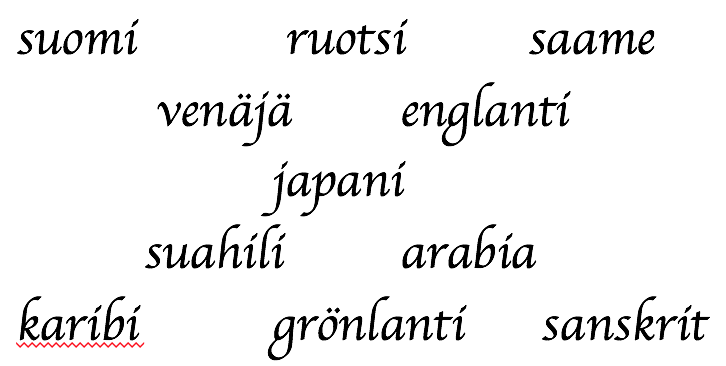 suomi ruotsi saame
venäjä englanti
japani
suahili arabia
karibi grönlanti sanskrit